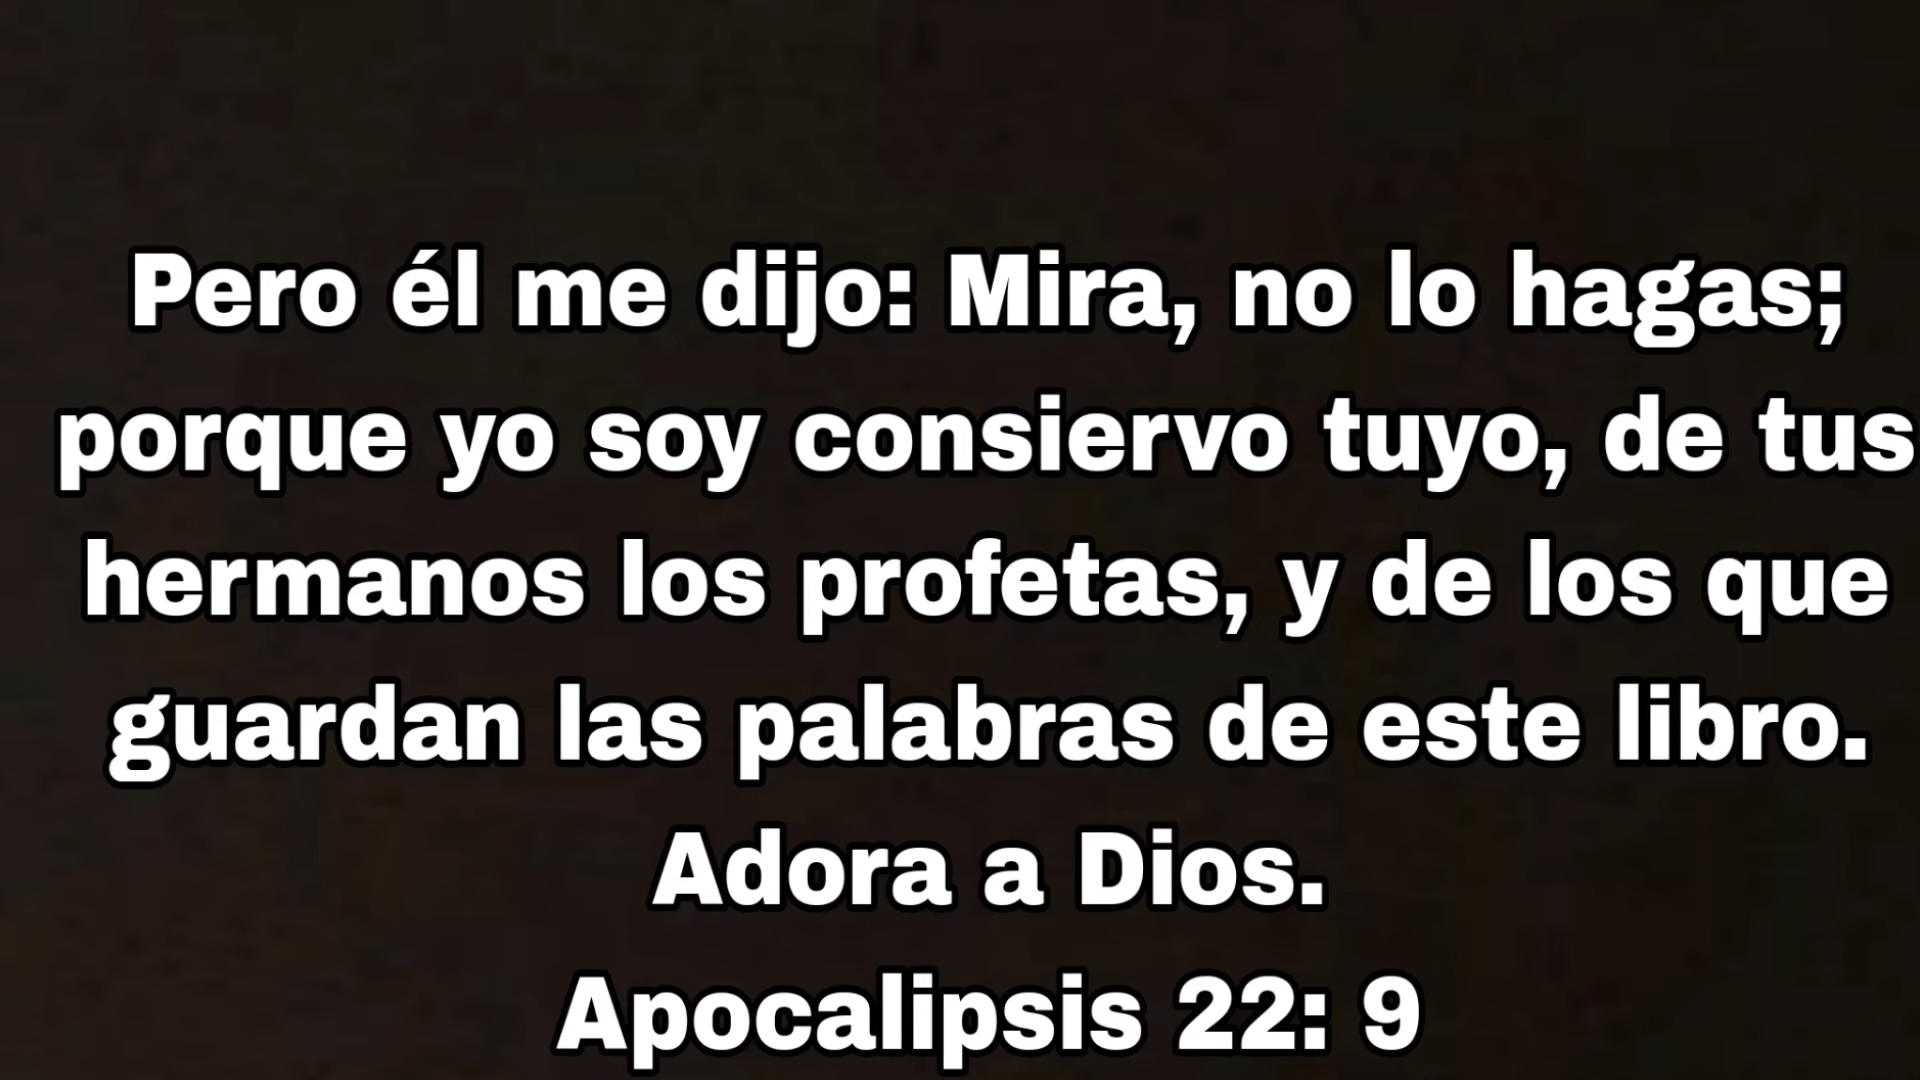 Pero él me dijo: Mira, no lo hagas;
porque yo soy consiervo tuyo, de tus
hermanos los profetas, y de los que
guardan las palabras de este libro.
Adora a Dios.
Apocalipsis 22: 9